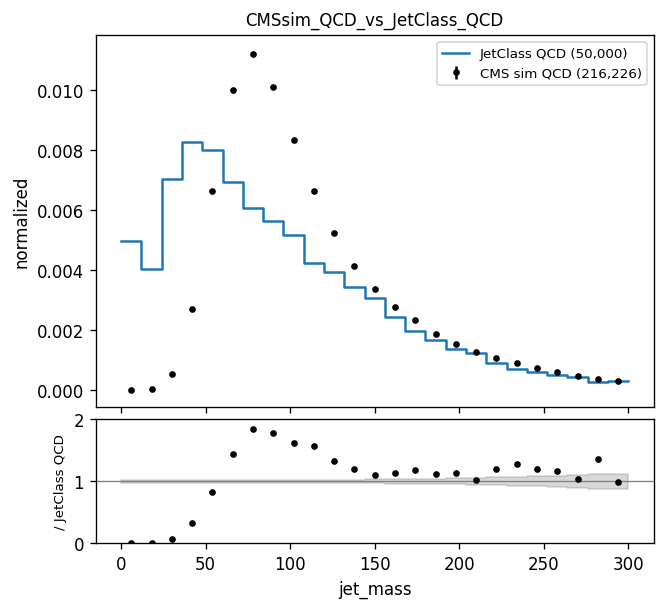 CMSsim_QCD_vs_JetClass_QCD
JetClass QCD (50,000)
CMS sim QCD (216,226)
normalized
0.010
0.008
0.006
0.004
0.002
0.000
/ JetClass QCD
2
1
0
0 50 100 150 200 250 300
jet_mass